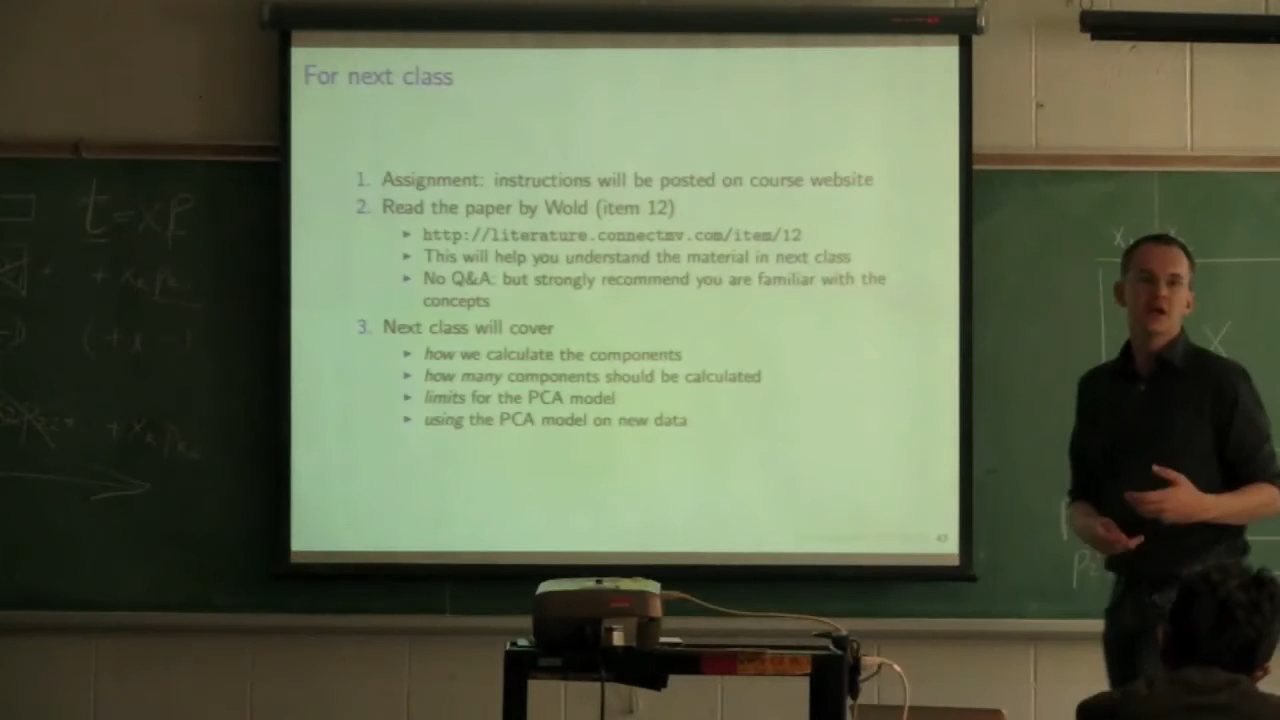 For next class
1. Assignment: instructions will be posted on course website
2. Read the paper by Wold (item 12)
▶ http://literature.connectmv.com/item/12
▶ This will help you understand the material in next class
▶ No Q&A: but strongly recommend you are familiar with the
concepts
3. Next class will cover
▶ how we calculate the components
▶ how many components should be calculated
▶ limits for the PCA model
▶ using the PCA model on new data
t = xp
X